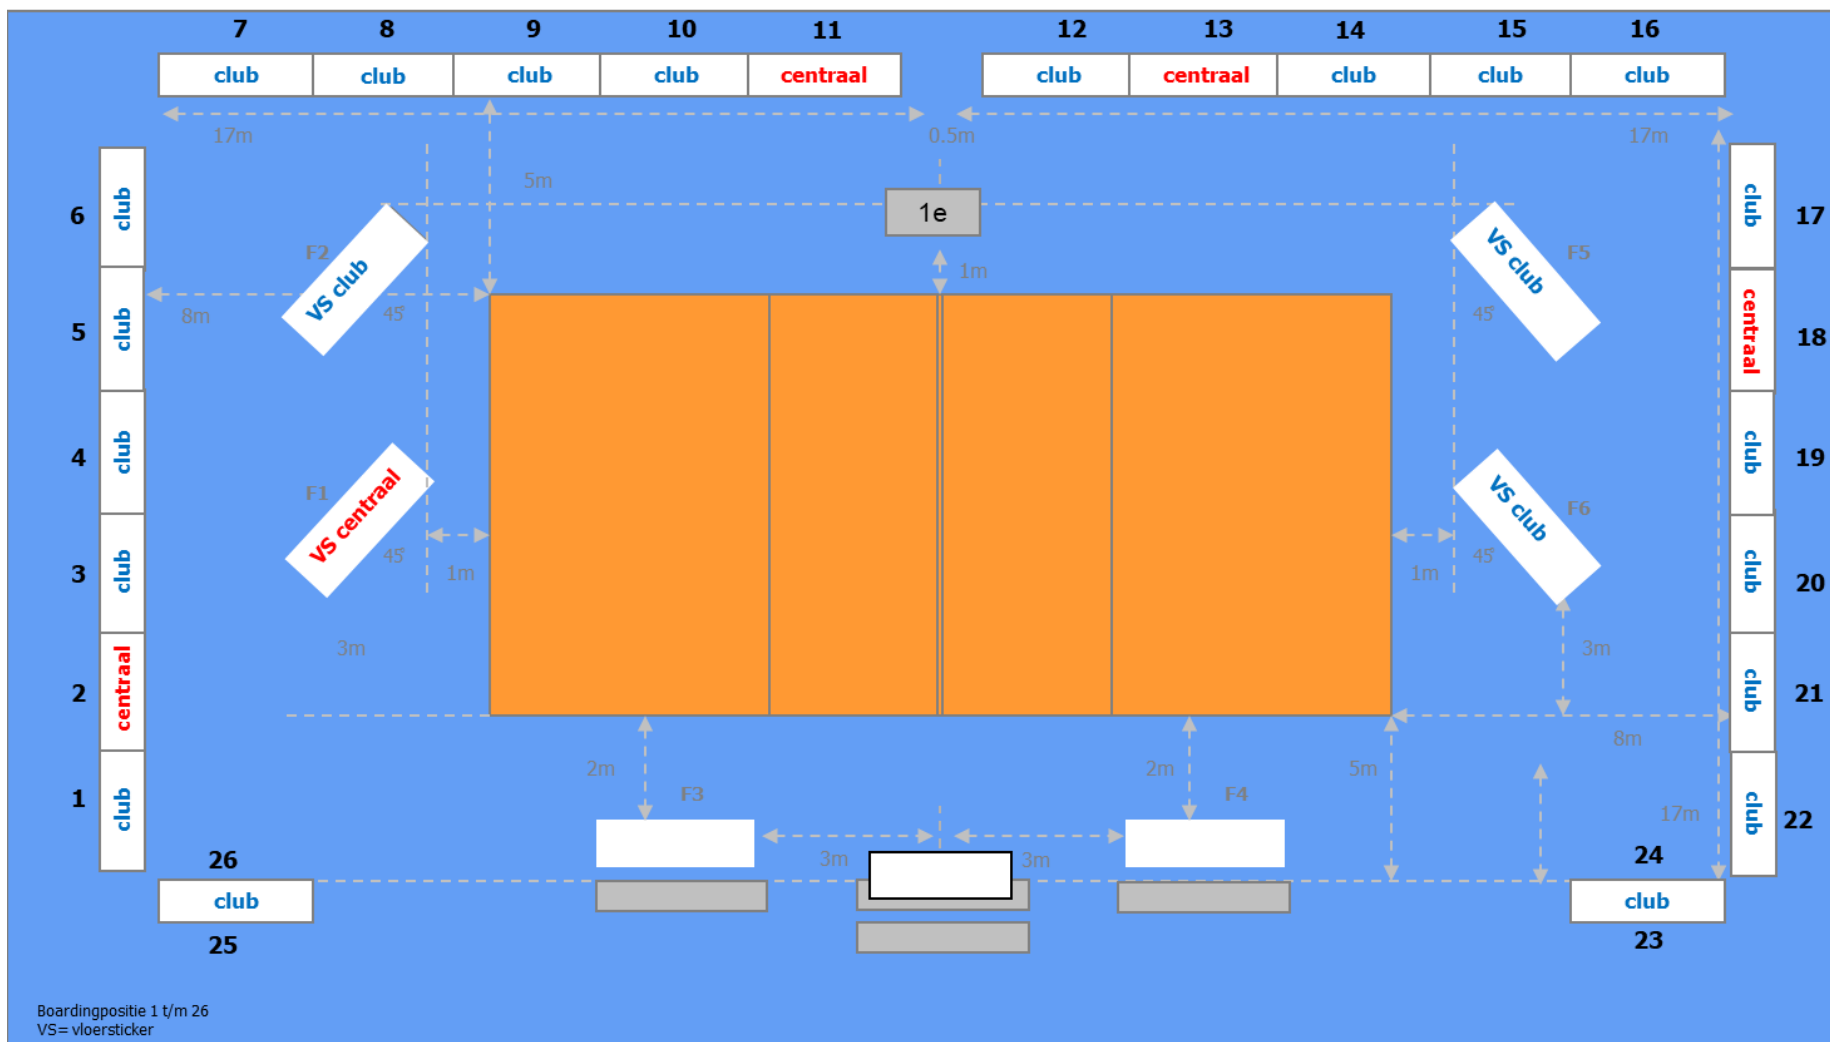 7 8 9 10 11 12 13 14 15 16
club club club club centraal club centraal club club club
17m 0.5m 17m
5m
6 club club 17
F2 VS club 1e VS club F5
1m
8m 45° 45°
5 club centraal 18
4 club club 19
F1 VS centraal VS club F6
45° 45°
1m 1m
3 club club 20
3m 3m
2 centraal club 21
8m
2m 2m 5m
F3 F4
1 club club 22
17m
3m 3m
26 24
club club
25 23
Boardingpositie 1 t/m 26
VS= vloersticker